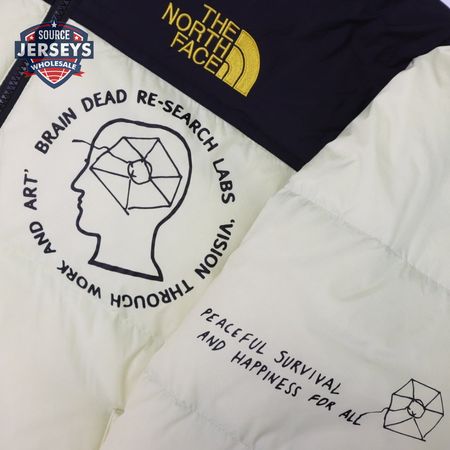 SOURCE
JERSEYS
WHOLESALE
THE
NORTH
FACE
BRAIN DEAD RE-SEARCH LABS 'VISION THROUGH WORK AND ART'
PEACEFUL SURVIVAL
AND HAPPINESS FOR ALL